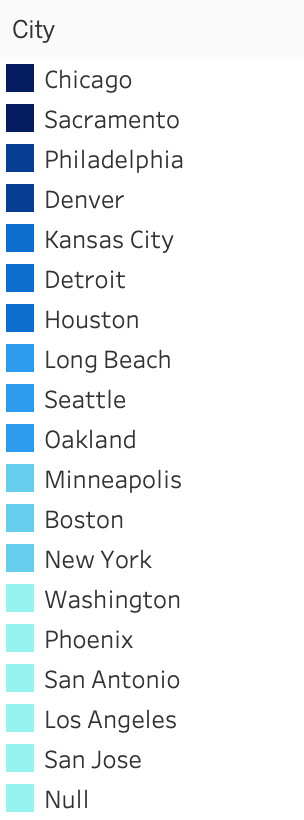 City
Chicago
Sacramento
Philadelphia
Denver
Kansas City
Detroit
Houston
Long Beach
Seattle
Oakland
Minneapolis
Boston
New York
Washington
Phoenix
San Antonio
Los Angeles
San Jose
Null